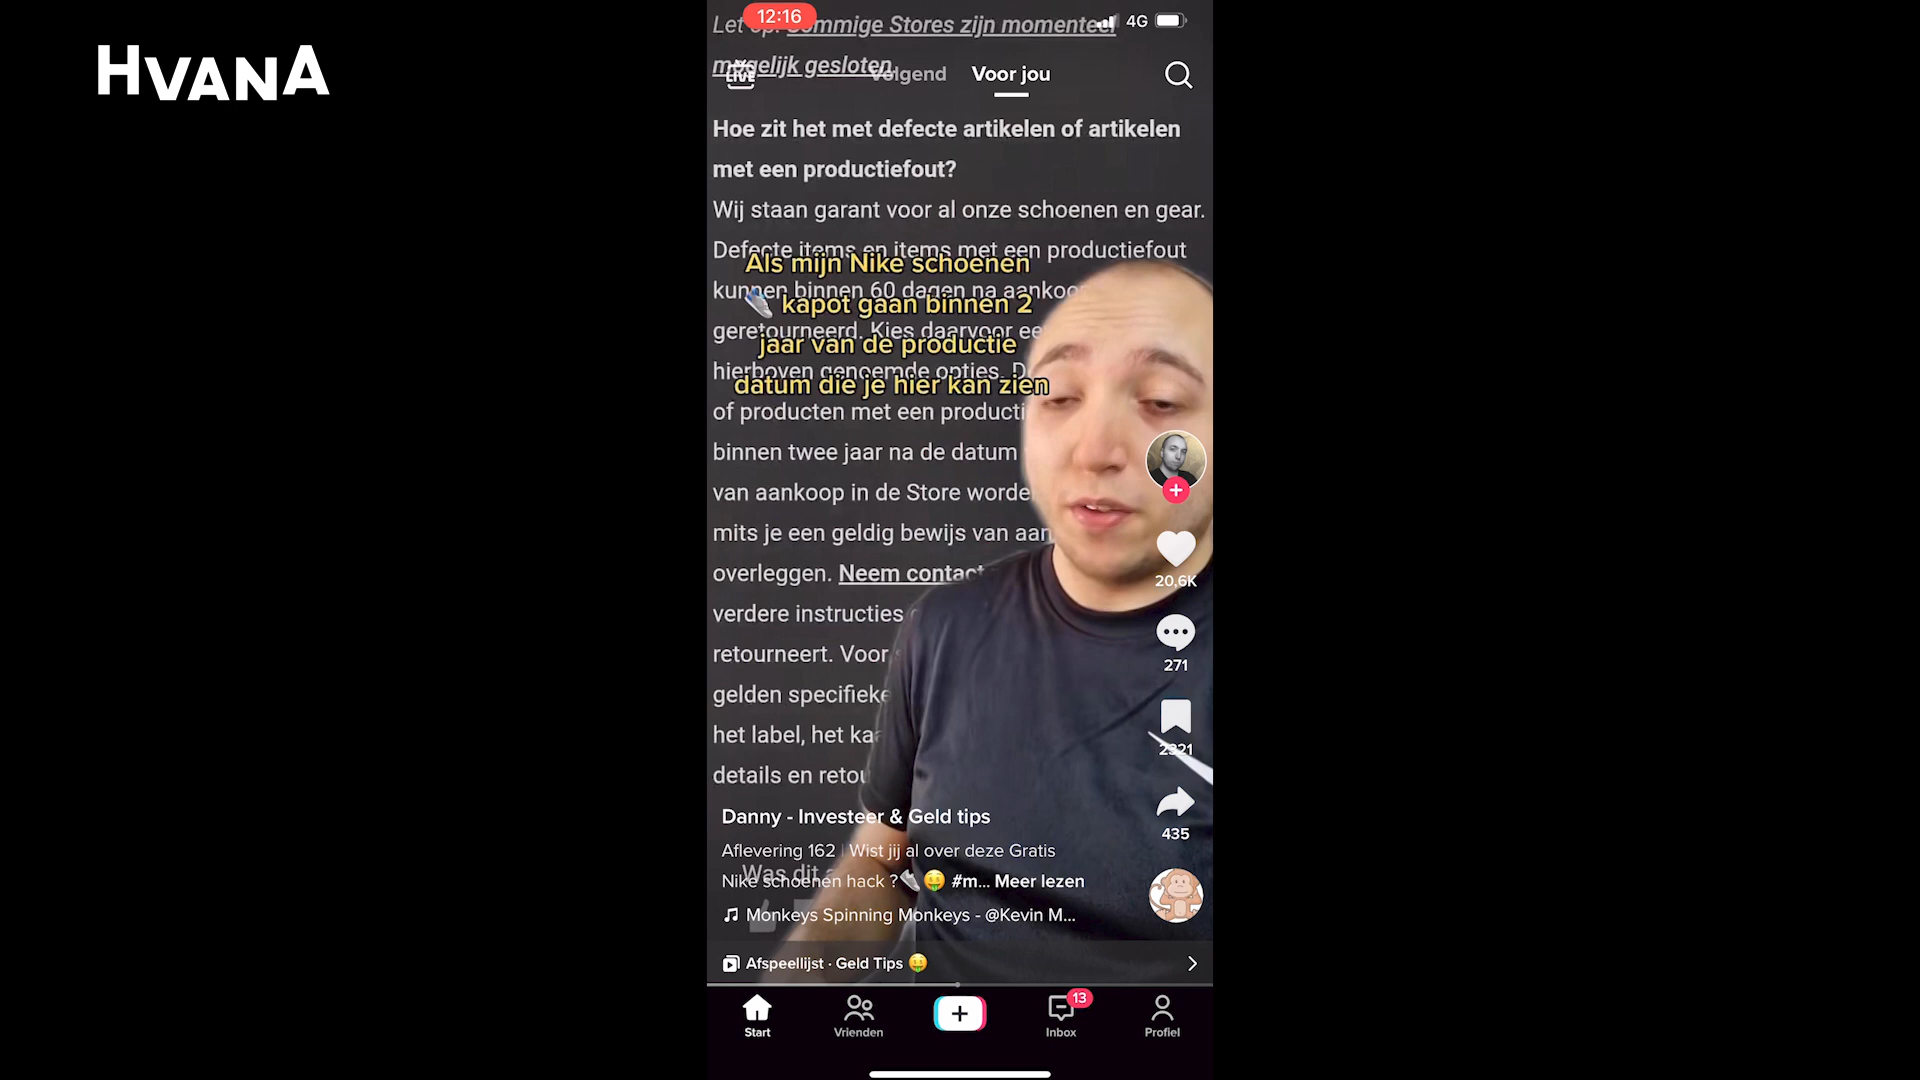 HVANA
12:16
4G
Let op: Sommige Stores zijn momenteel
mogelijk gesloten.
LIVE
Volgend
Voor jou
Hoe zit het met defecte artikelen of artikelen
met een productiefout?
Wij staan garant voor al onze schoenen en gear.
Defecte items en items met een productiefout
kunnen binnen 60 dagen na aankoop
geretourneerd. Kies daarvoor
hierboven genoemde opties.
of producten met een
binnen twee jaar na de datum
van aankoop in de Store
mits je een geldig bewijs van
overleggen. Neem contact
verdere instructies
retourneert. Voor
gelden specifieke
het label, het
details en
Was dit
Als mijn Nike schoenen
👟 kapot gaan binnen 2
jaar van de productie
datum die je hier kan zien
20,6K
271
2321
435
Danny - Investeer & Geld tips
Aflevering 162 | Wist jij al over deze Gratis
Nike schoenen hack ?👟🤑 #m... Meer lezen
Monkeys Spinning Monkeys - @Kevin M...
Afspeellijst · Geld Tips 🤑
Start
Vrienden
13
Inbox
Profiel